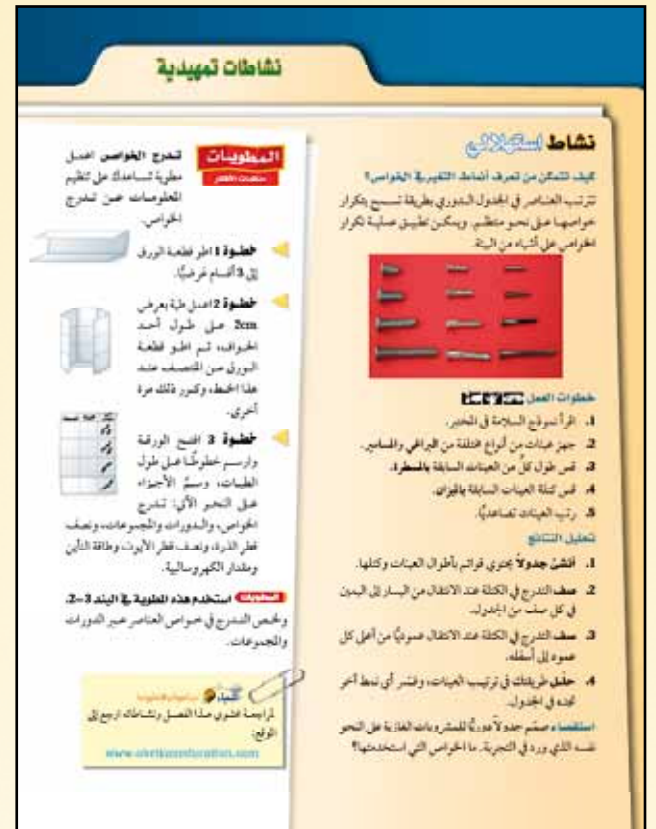 نشاطات تمهيدية
نشاط استهلالي
كيف تتمكن من تعرف أنماط التغير في الخواص؟
تترتب العناصر في الجدول الدوري بطريقة تسمح بتكرار
خواصها على نحو منتظم. ويمكن تطبيق عملية تكرار
الخواص على أشياء من البيئة.
خطوات العمل
1. اقرأ نموذج السلامة في المختبر.
2. جهز عينات من أنواع مختلفة من البراغي والمسامير.
3. قس طول كل من العينات السابقة بالمسطرة.
4. قس كتلة العينات السابقة بالميزان.
5. رتب العينات تصاعديًّا.
تحليل النتائج
1. أنشئ جدولاً يحتوي قوائم بأطوال العينات وكتلها.
2. صف التدرج في الكتلة عند الانتقال من اليسار إلى اليمين
في كل صف من الجدول.
3. صف التدرج في الكتلة عند الانتقال عموديًّا من أعلى كل
عمود إلى أسفله.
4. حلل طريقتك في ترتيب العينات، وفسّر أي نمط آخر
تجده في الجدول.
استقصاء صمّم جدولاً دوريًّا للمشروبات الغازية على النحو
نفسه الذي ورد في التجربة. ما الخواص التي استخدمتها؟
المطويات
منظمات الأفكار
تدرج الخواص اعمل
مطوية تساعدك على تنظيم
المعلومات عن تدرج
الخواص.
خطوة 1 اطو قطعة الورق
إلى 3 أقسام عرضيًّا.
خطوة 2 اعمل طية بعرض
2cm على طول أحد
الحواف، ثم اطو قطعة
الورق من المنتصف عند
هذا الخط، وكرر ذلك مرة
أخرى.
خطوة 3 افتح الورقة
وارسم خطوطًا على طول
الطيات، وسمّ الأجزاء
على النحو الآتي: تدرج
الخواص، والدورات والمجموعات، ونصف
قطر الذرة، ونصف قطر الأيون، وطاقة التأين
ومقدار الكهروسالبية.
المطويات استخدم هذه المطوية في البند 3-2.
ولخص التدرج في خواص العناصر عبر الدورات
والمجموعات.
لمراجعة محتوى هذا الفصل ونشاطاته ارجع إلى
الموقع:
www.obeikaneducation.com